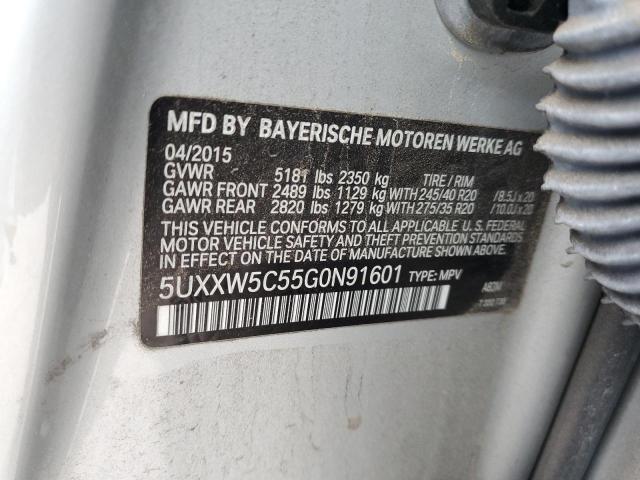 MFD BY BAYERISCHE MOTOREN WERKE AG
04/2015
GVWR 5181 lbs 2350 kg TIRE / RIM
GAWR FRONT 2489 lbs 1129 kg WITH 245/40 R20 / 8.5J x 20
GAWR REAR 2820 lbs 1279 kg WITH 275/35 R20 / 10.0J x 20
THIS VEHICLE CONFORMS TO ALL APPLICABLE U. S. FEDERAL
MOTOR VEHICLE SAFETY AND THEFT PREVENTION STANDARDS
IN EFFECT ON THE DATE OF MANUFACTURE SHOWN ABOVE.
5UXXW5C55G0N91601 TYPE: MPV